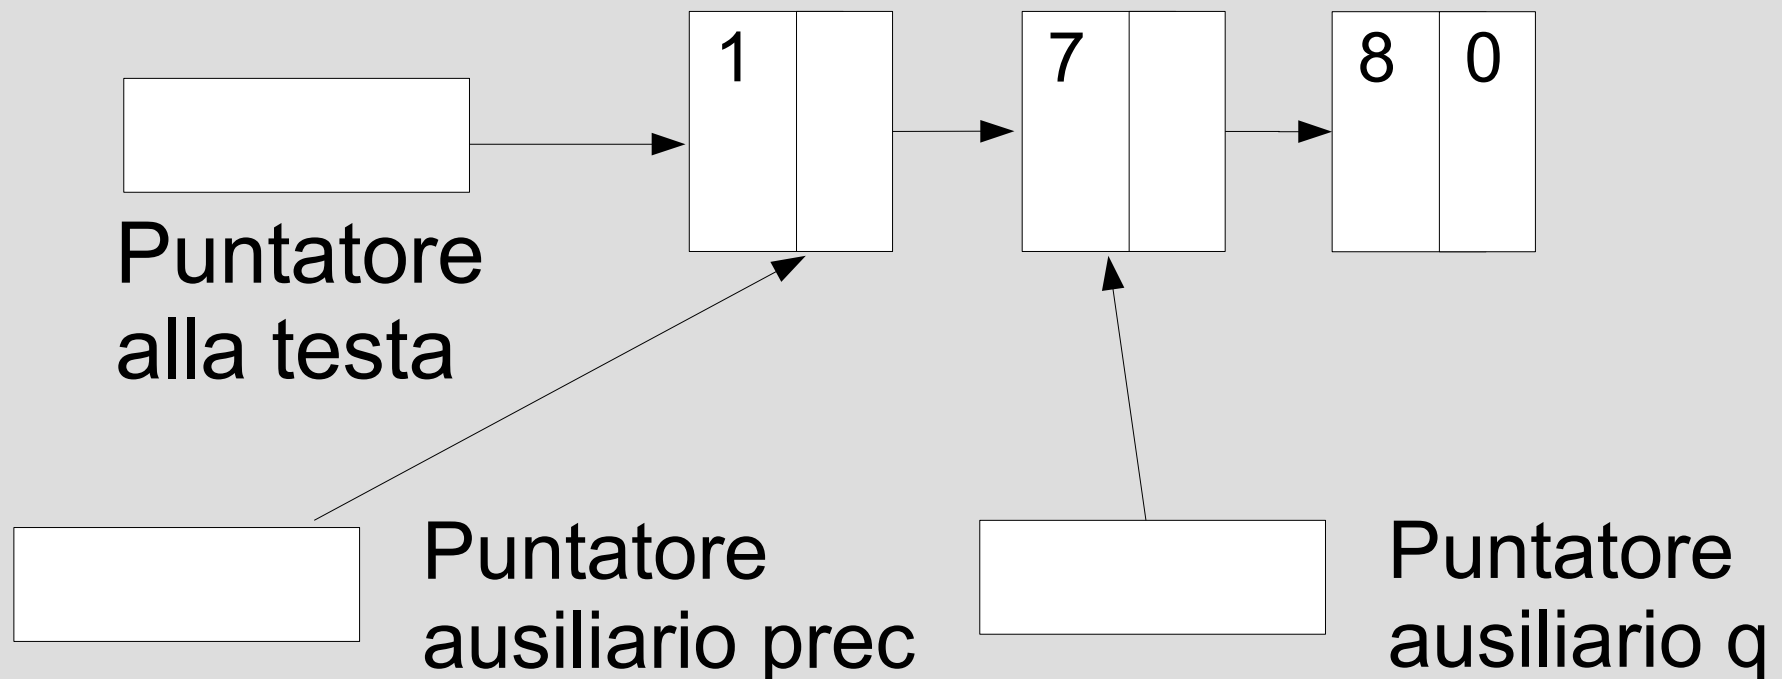 1 7 8 0
Puntatore
alla testa
Puntatore
ausiliario prec
Puntatore
ausiliario q